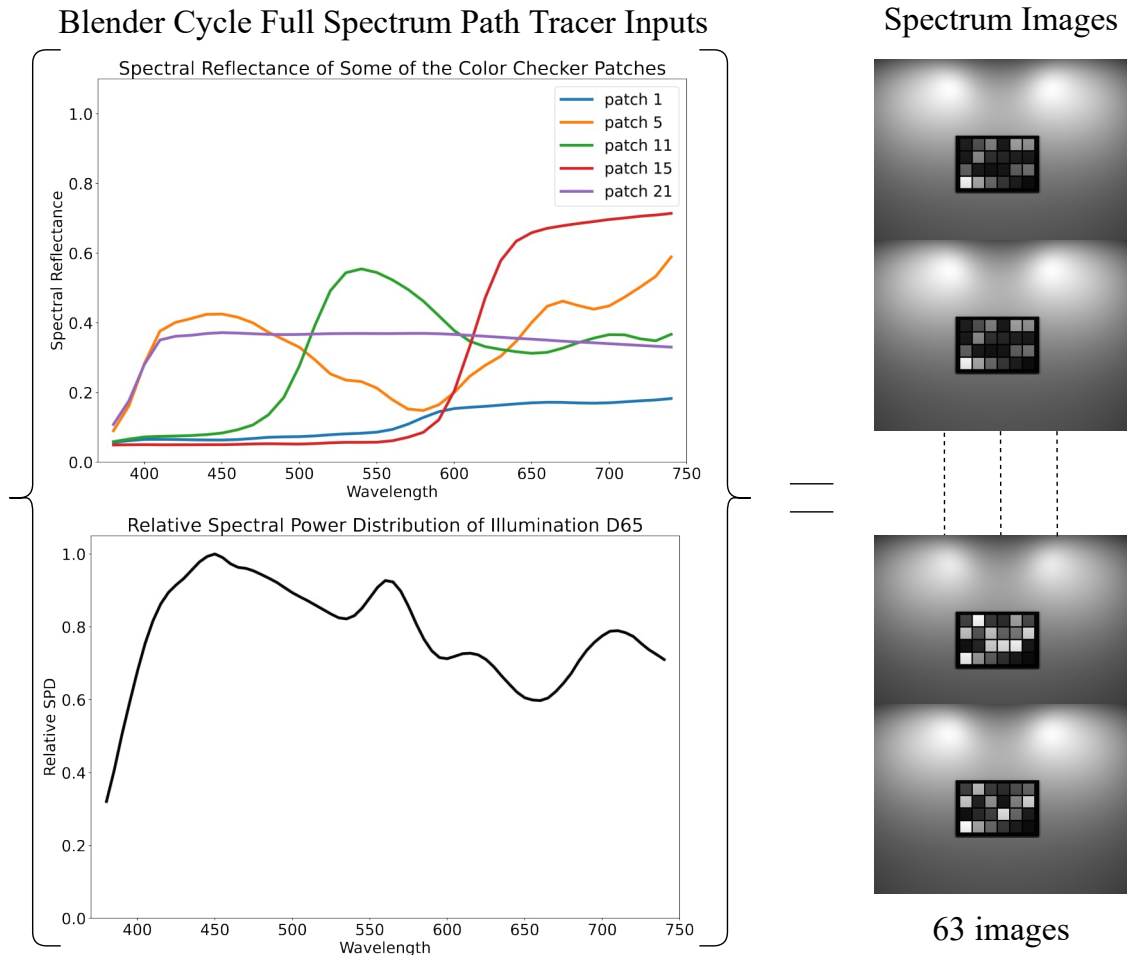 Blender Cycle Full Spectrum Path Tracer Inputs
Spectrum Images
Spectral Reflectance of Some of the Color Checker Patches
patch 1
patch 5
patch 11
patch 15
patch 21
1.0
0.8
0.6
0.4
0.2
0.0
Spectral Reflectance
400 450 500 550 600 650 700 750
Wavelength
Relative Spectral Power Distribution of Illumination D65
1.0
0.8
0.6
0.4
0.2
0.0
Relative SPD
400 450 500 550 600 650 700 750
Wavelength
=
63 images